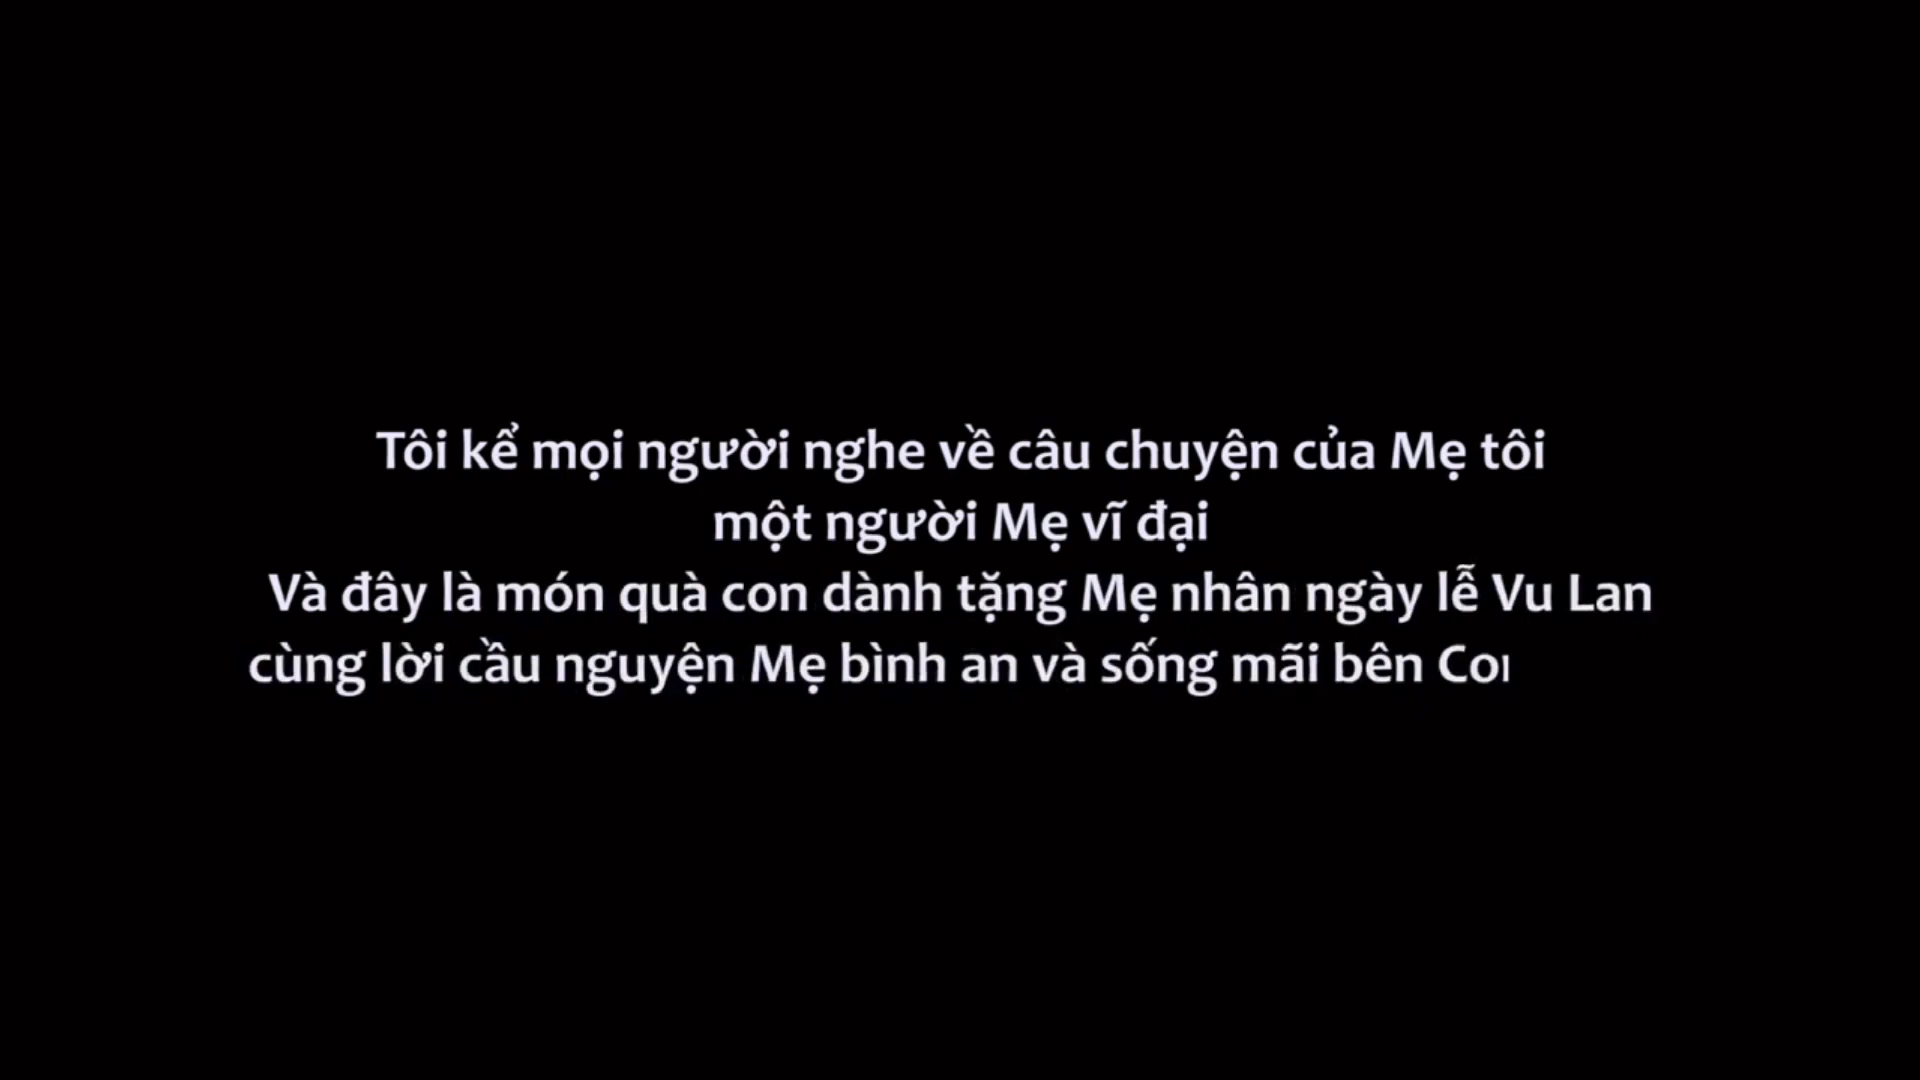 Tôi kể mọi người nghe về câu chuyện của Mẹ tôi
một người Mẹ vĩ đại
Và đây là món quà con dành tặng Mẹ nhân ngày lễ Vu Lan
cùng lời cầu nguyện Mẹ bình an và sống mãi bên